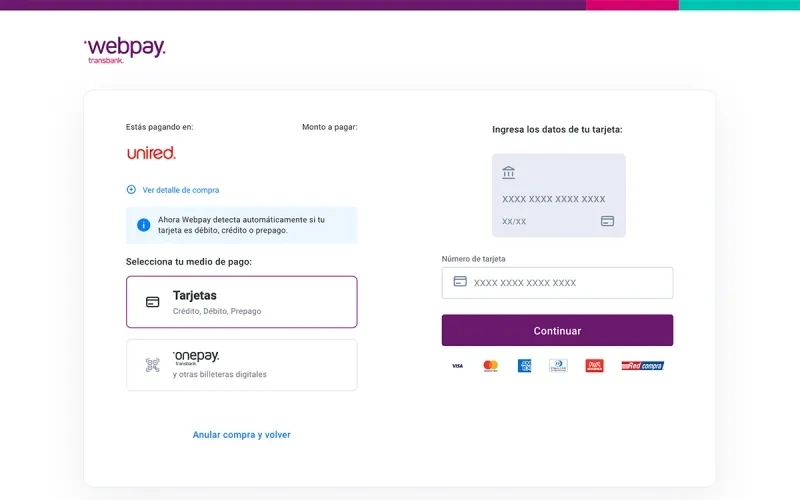 webpay.
transbank.
Estás pagando en:
Monto a pagar:
unired.
Ver detalle de compra
Ahora Webpay detecta automáticamente si tu
tarjeta es débito, crédito o prepago.
Selecciona tu medio de pago:
Tarjetas
Crédito, Débito, Prepago
onepay.
transbank.
y otras billeteras digitales
Anular compra y volver
Ingresa los datos de tu tarjeta:
XXXX XXXX XXXX XXXX
XX/XX
Número de tarjeta
XXXX XXXX XXXX XXXX
Continuar
VISA
Redcompra